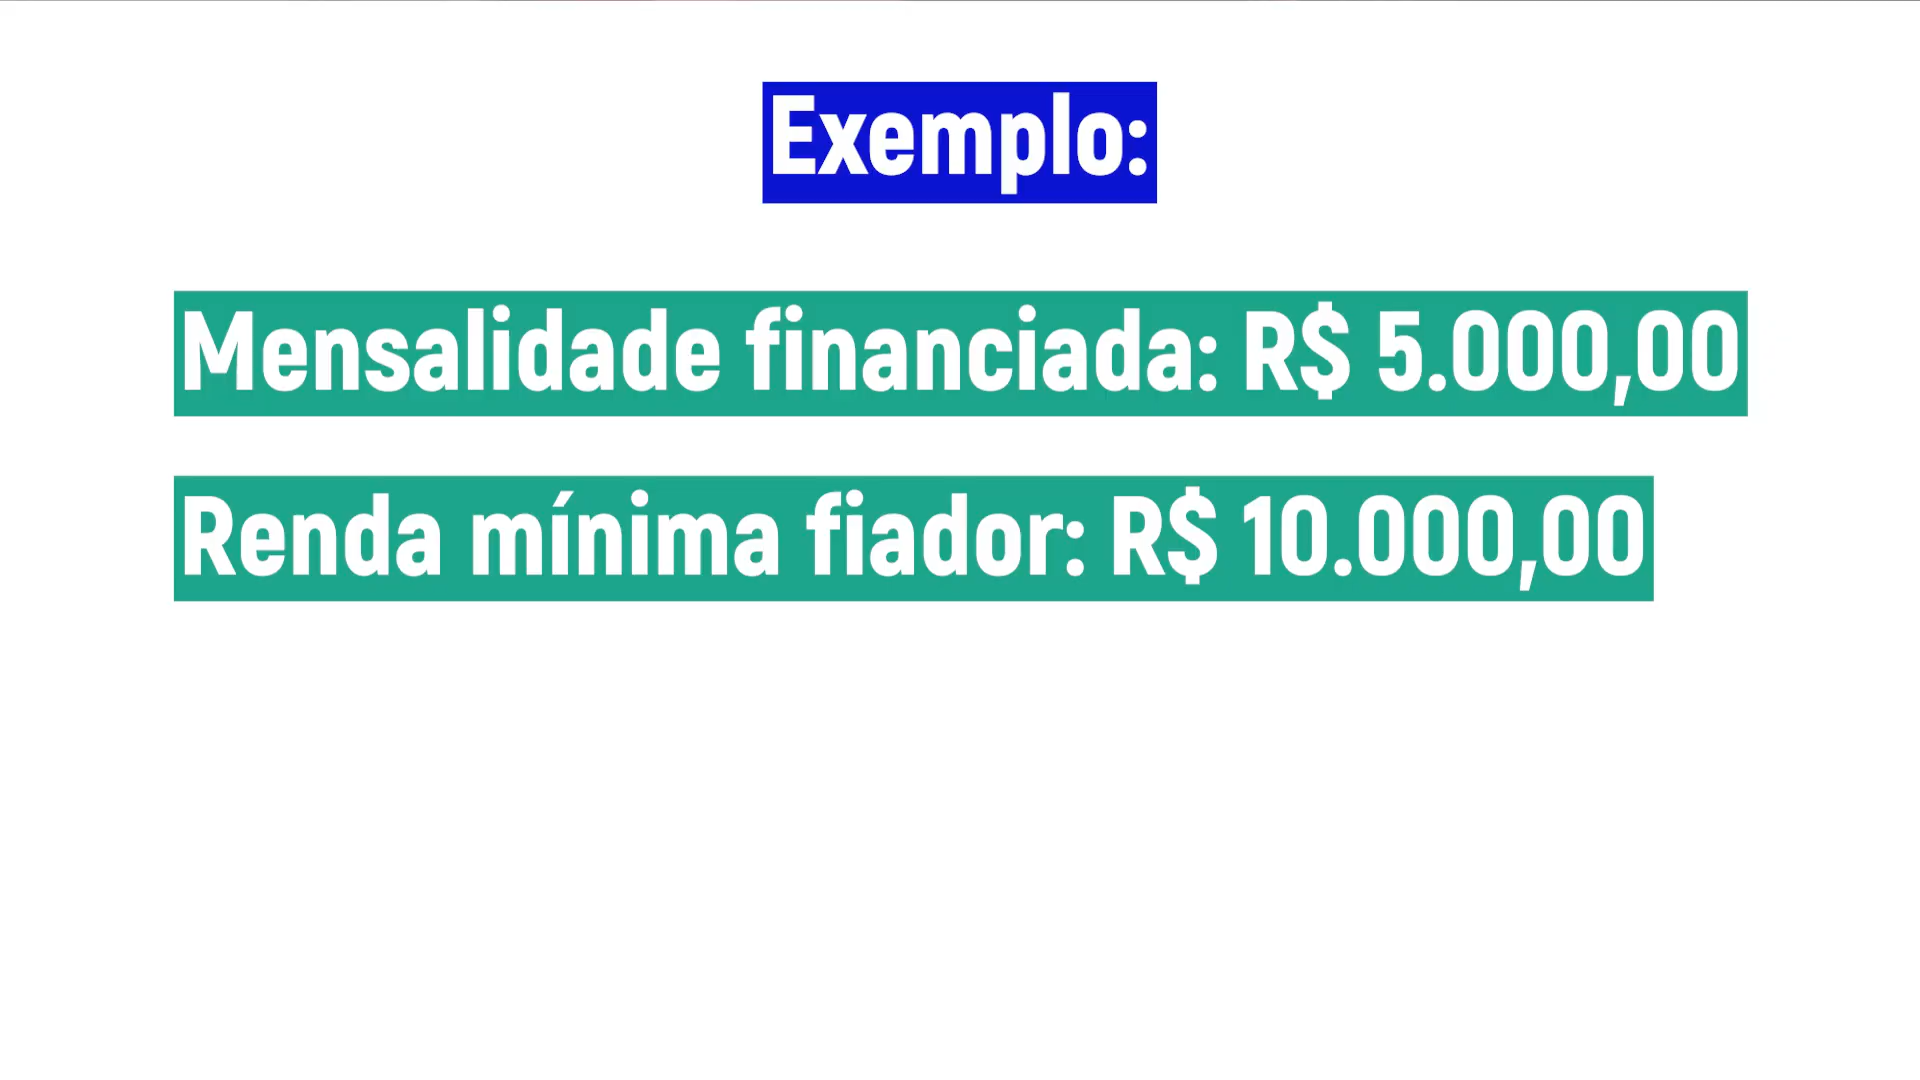 Exemplo:
Mensalidade financiada: R$ 5.000,00
Renda mínima fiador: R$ 10.000,00